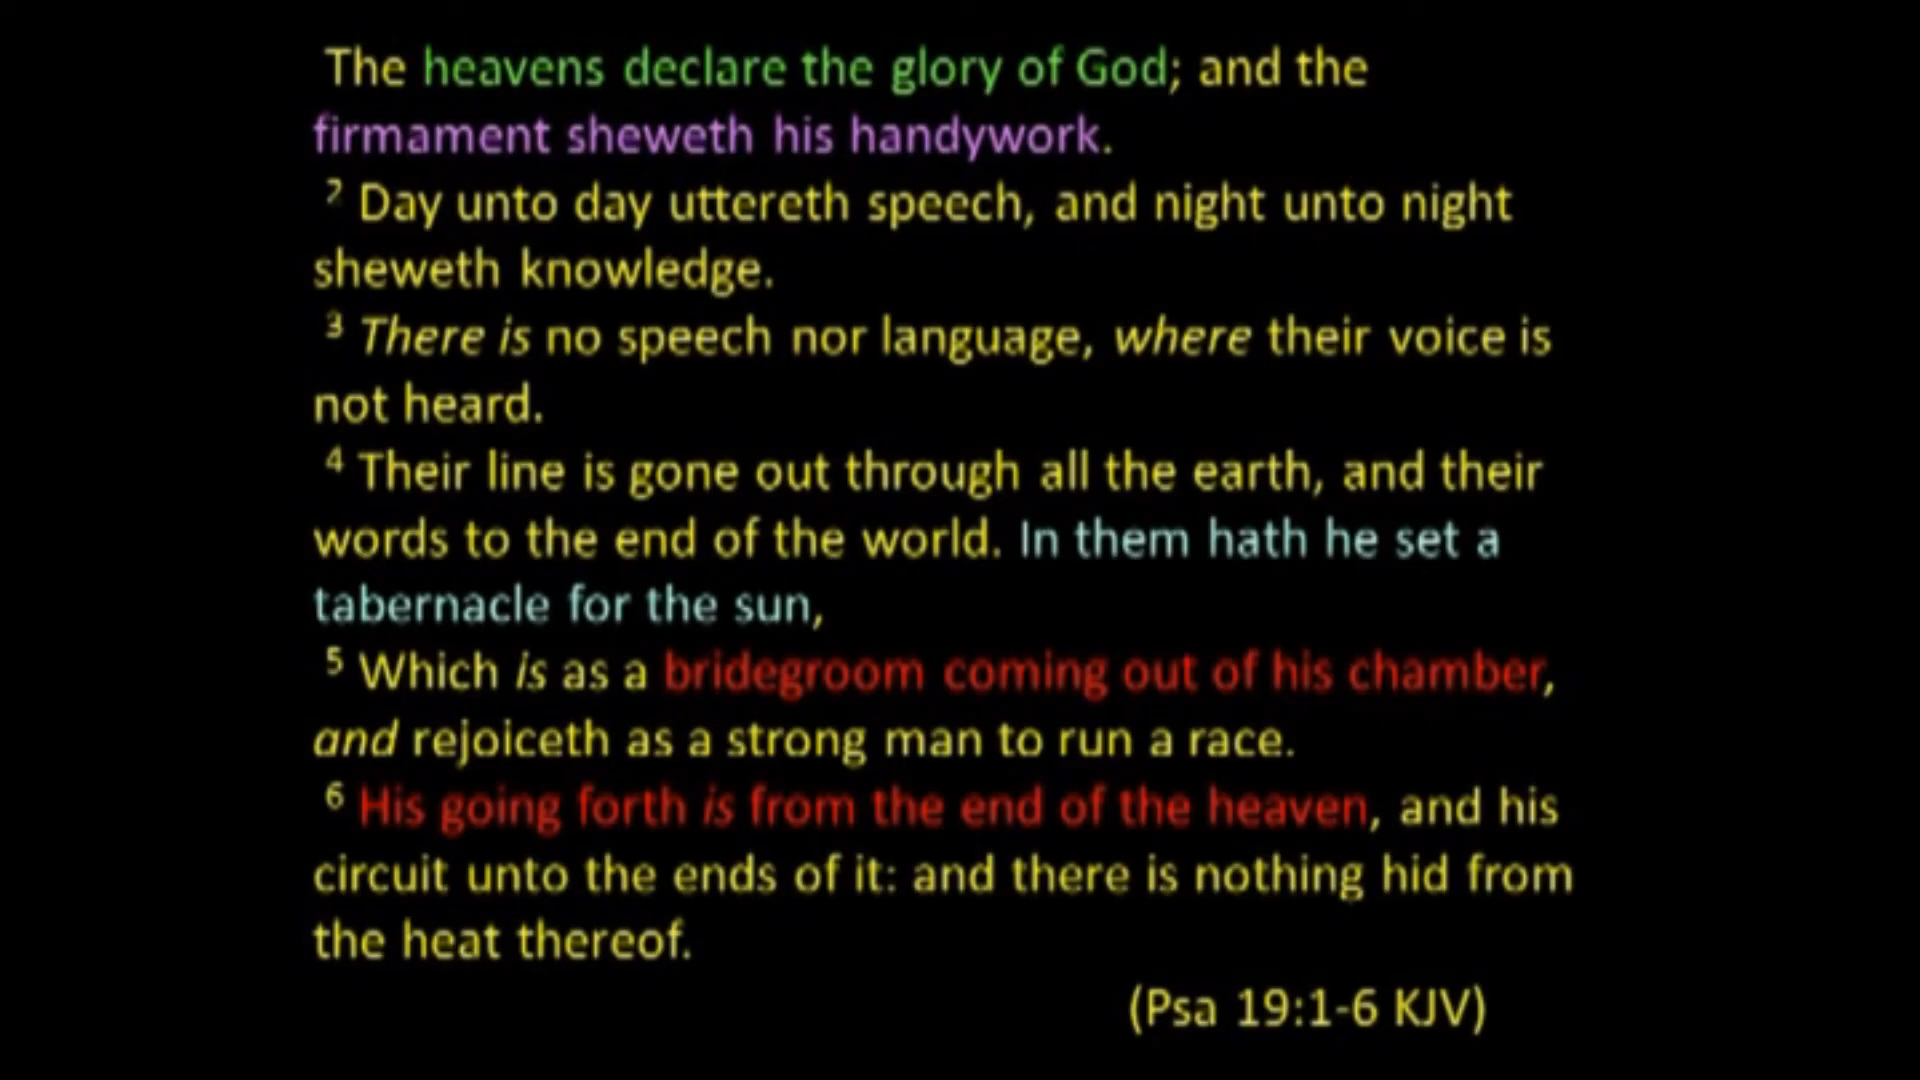 The heavens declare the glory of God; and the
firmament sheweth his handywork.
2 Day unto day uttereth speech, and night unto night
sheweth knowledge.
3 There is no speech nor language, where their voice is
not heard.
4 Their line is gone out through all the earth, and their
words to the end of the world. In them hath he set a
tabernacle for the sun,
5 Which is as a bridegroom coming out of his chamber,
and rejoiceth as a strong man to run a race.
6 His going forth is from the end of the heaven, and his
circuit unto the ends of it: and there is nothing hid from
the heat thereof.
(Psa 19:1-6 KJV)